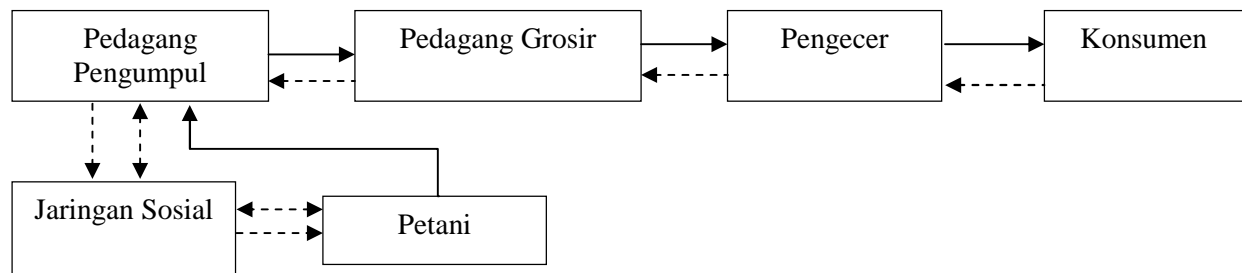 Pedagang
Pengumpul
Pedagang Grosir
Pengecer
Konsumen
Jaringan Sosial
Petani